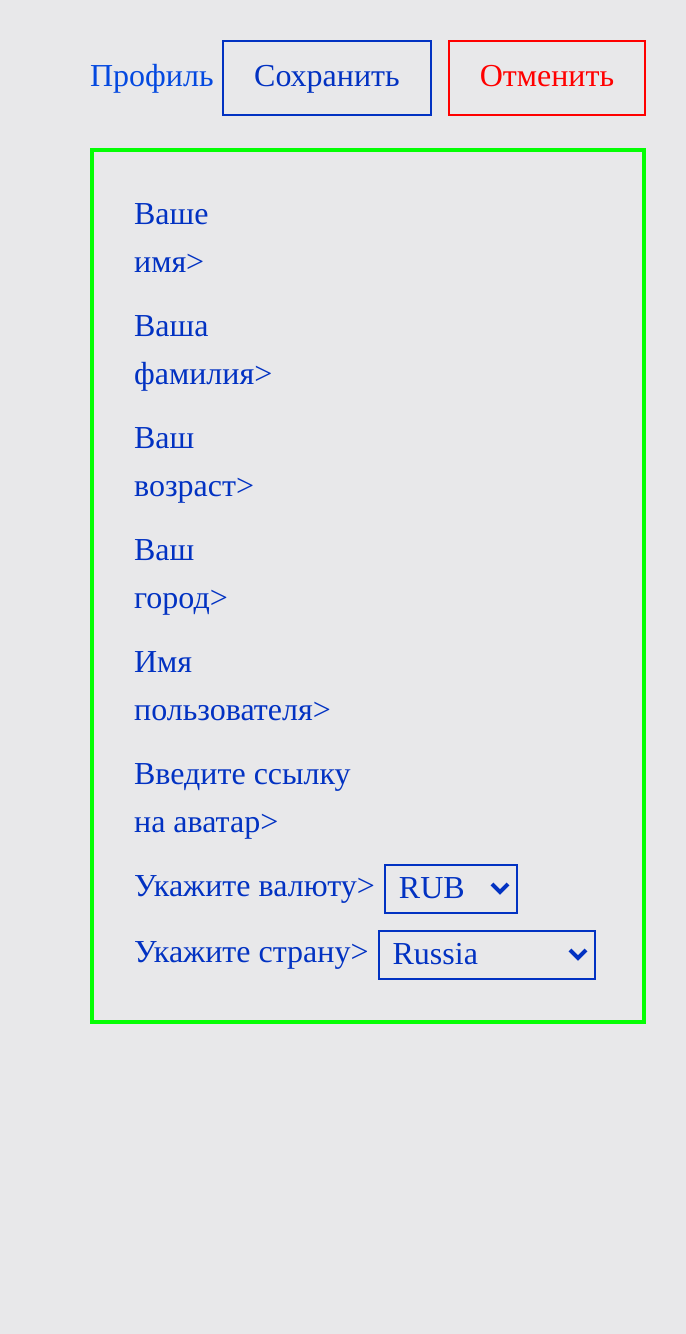 Профиль Сохранить Отменить
Ваше
имя>
Ваша
фамилия>
Ваш
возраст>
Ваш
город>
Имя
пользователя>
Введите ссылку
на аватар>
Укажите валюту> RUB
Укажите страну> Russia